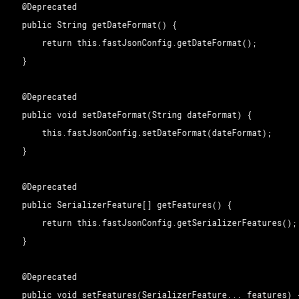 @Deprecated
public String getDateFormat() {
    return this.fastJsonConfig.getDateFormat();
}

@Deprecated
public void setDateFormat(String dateFormat) {
    this.fastJsonConfig.setDateFormat(dateFormat);
}

@Deprecated
public SerializerFeature[] getFeatures() {
    return this.fastJsonConfig.getSerializerFeatures();
}

@Deprecated
public void setFeatures(SerializerFeature... features)